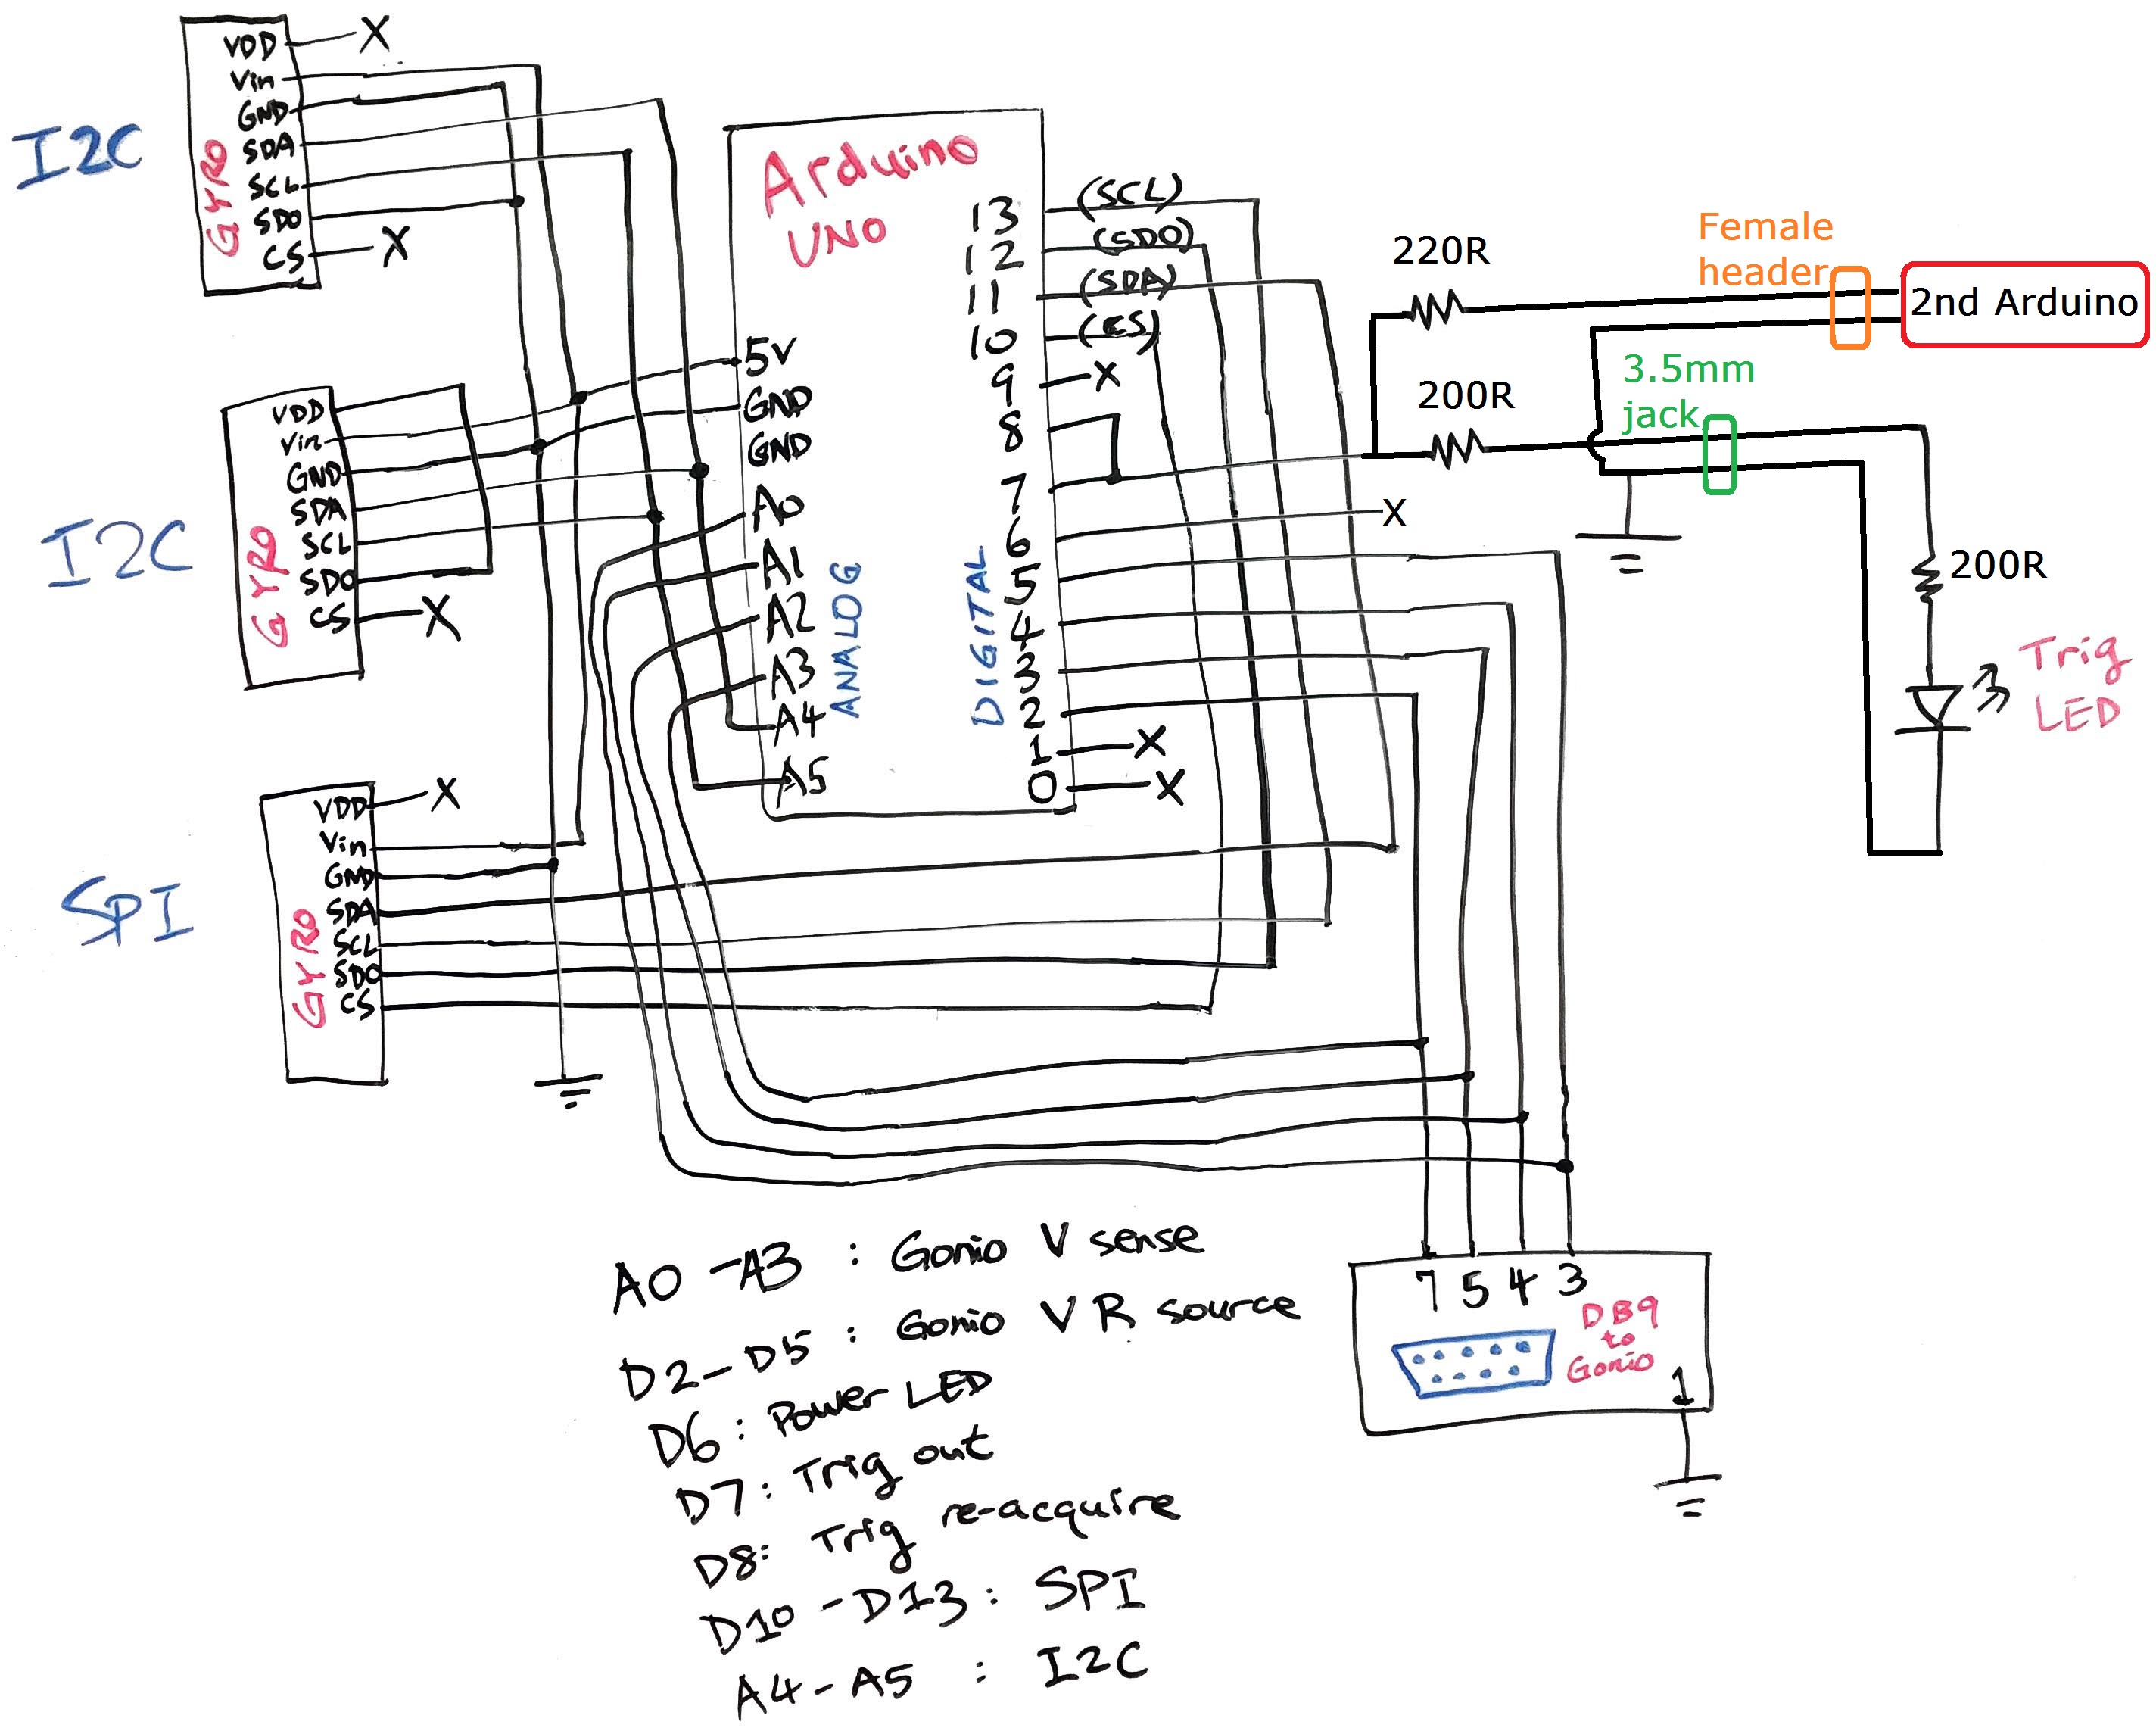 I2C
GYRO
VDD
X
Vin
GND
SDA
SCL
SDO
CS
X
I2C
GYRO
VDD
Vin
GND
SDA
SCL
SDO
CS
X
SPI
GYRO
VDD
X
Vin
GND
SDA
SCL
SDO
CS
Arduino
UNO
5V
GND
GND
A0
A1
A2
A3
A4
A5
ANALOG
DIGITAL
13 (SCL)
12 (SDO)
11 (SDA)
10 (CS)
9 X
8
7
6 X
5
4
3
2
1 X
0 X
220R
200R
Female
header
2nd Arduino
3.5mm
jack
200R
Trig
LED
7 5 4 3
DB9
to
Gonio
1
A0 - A3 : Gonio V sense
D2 - D5 : Gonio VR source
D6 : Power LED
D7 : Trig out
D8 : Trig re-acquire
D10 - D13 : SPI
A4 - A5 : I2C